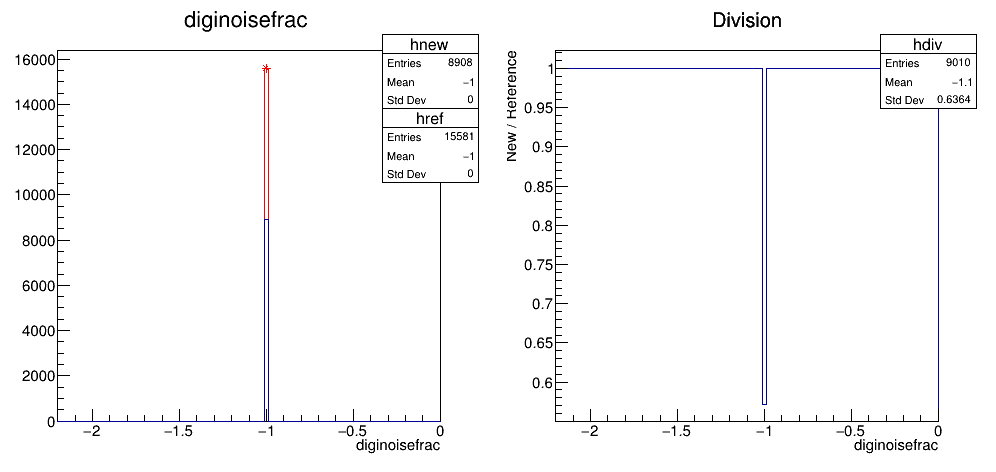 diginoisefrac
hnew
Entries 8908
Mean −1
Std Dev 0
href
Entries 15581
Mean −1
Std Dev 0
16000
14000
12000
10000
8000
6000
4000
2000
0
−2 −1.5 −1 −0.5 0
diginoisefrac
Division
hdiv
Entries 9010
Mean −1.1
Std Dev 0.6364
New / Reference
1
0.95
0.9
0.85
0.8
0.75
0.7
0.65
0.6
−2 −1.5 −1 −0.5 0
diginoisefrac